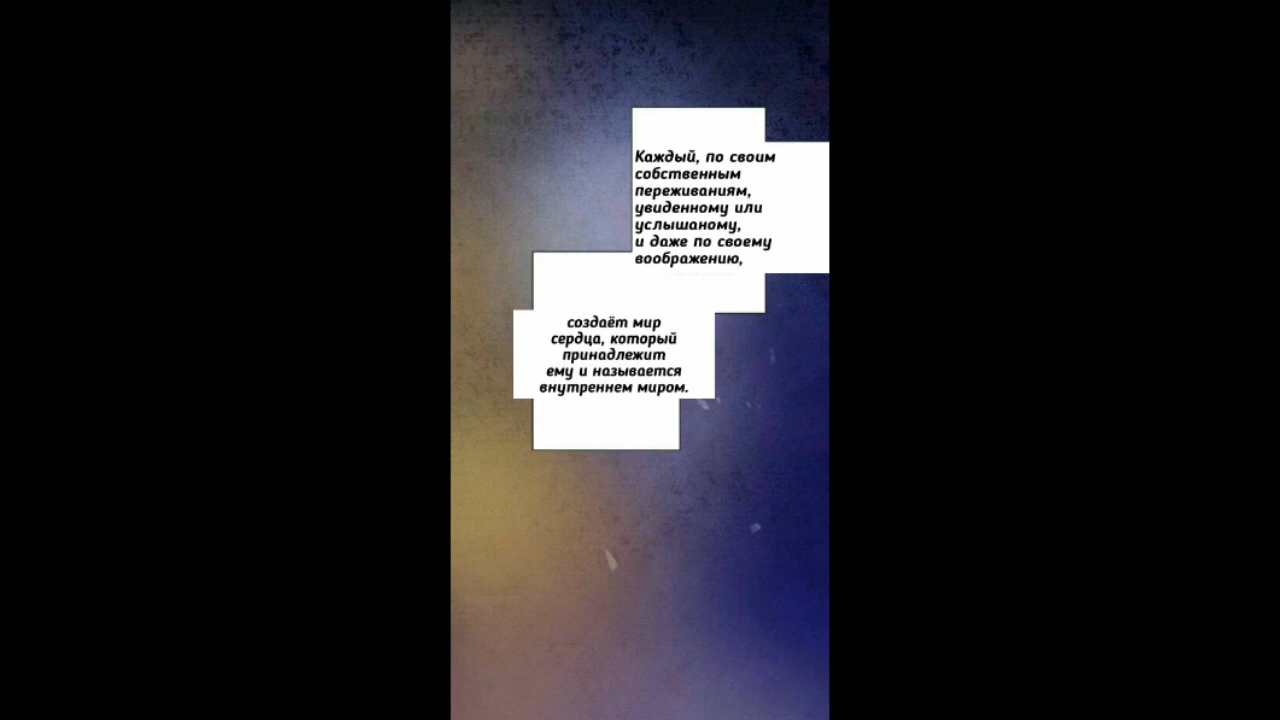 Каждый, по своим
собственным
переживаниям,
увиденному или
услышаному,
и даже по своему
воображению,
создаёт мир
сердца, который
принадлежит
ему и называется
внутреннем миром.